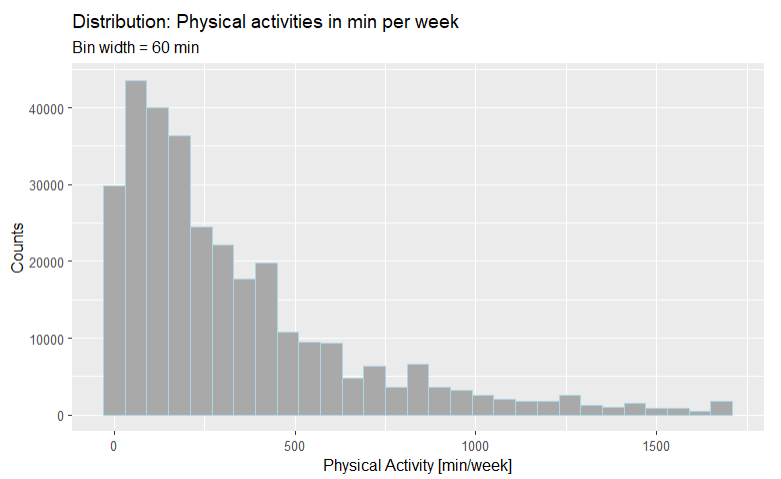 Distribution: Physical activities in min per week
Bin width = 60 min
Counts
40000
30000
20000
10000
0
0 500 1000 1500
Physical Activity [min/week]